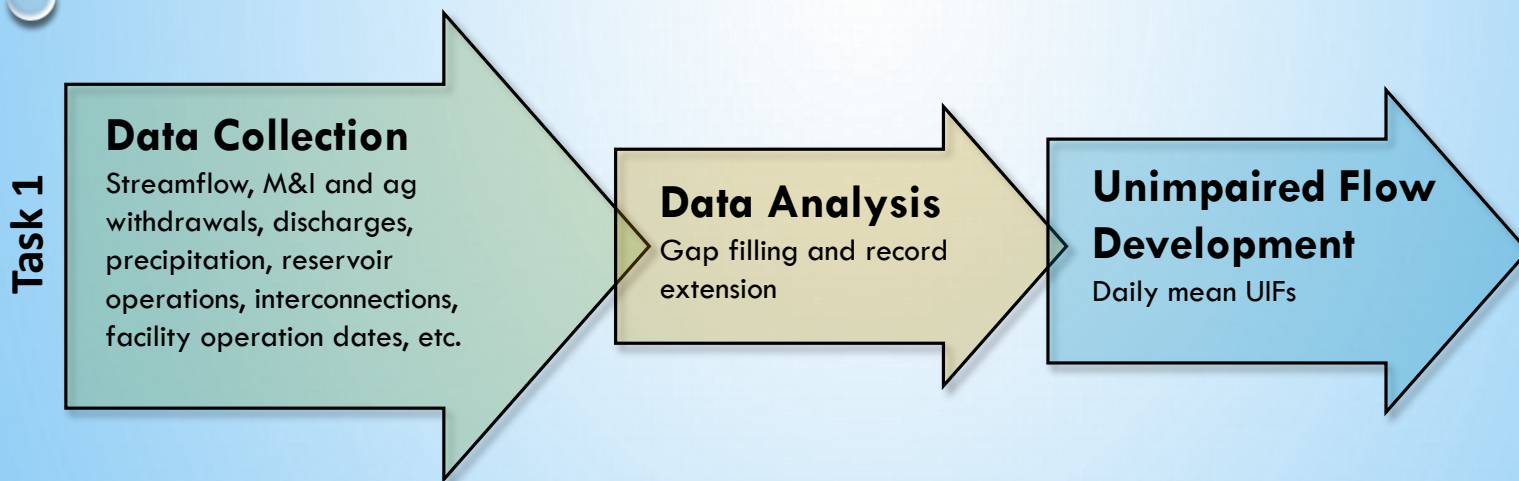 Task 1
Data Collection
Streamflow, M&I and ag
withdrawals, discharges,
precipitation, reservoir
operations, interconnections,
facility operation dates, etc.
Data Analysis
Gap filling and record
extension
Unimpaired Flow
Development
Daily mean UIFs